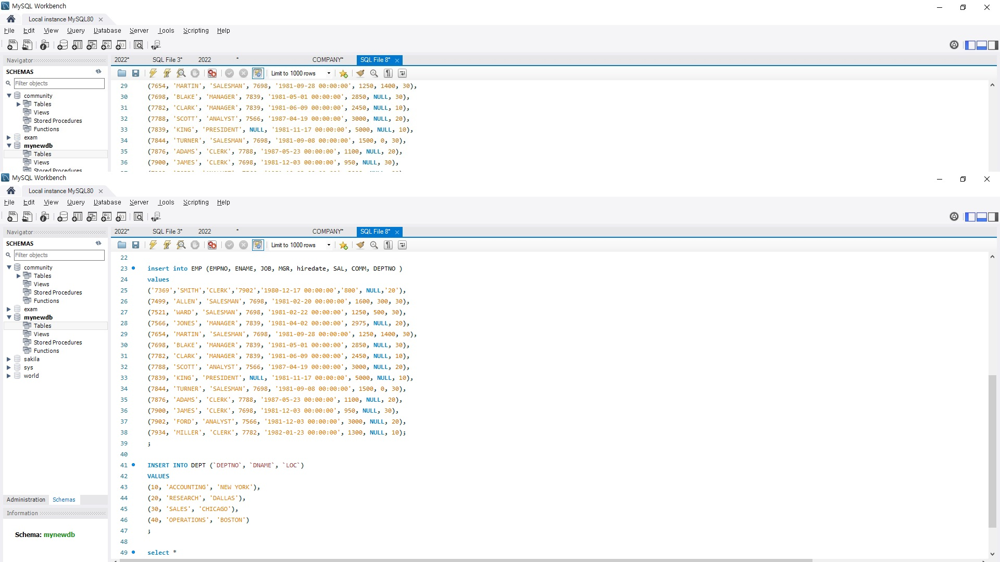 MySQL Workbench
Local instance MySQL80
File Edit View Query Database Server Tools Scripting Help
Navigator
2022* SQL File 3* 2022 * COMPANY* SQL File 8*
SCHEMAS
Limit to 1000 rows
Filter objects
community
Tables
Views
Stored Procedures
Functions
exam
mynewdb
Tables
Views
Stored Procedures
29 (7654, 'MARTIN', 'SALESMAN', 7698, '1981-09-28 00:00:00', 1250, 1400, 30),
30 (7698, 'BLAKE', 'MANAGER', 7839, '1981-05-01 00:00:00', 2850, NULL, 30),
31 (7782, 'CLARK', 'MANAGER', 7839, '1981-06-09 00:00:00', 2450, NULL, 10),
32 (7788, 'SCOTT', 'ANALYST', 7566, '1987-04-19 00:00:00', 3000, NULL, 20),
33 (7839, 'KING', 'PRESIDENT', NULL, '1981-11-17 00:00:00', 5000, NULL, 10),
34 (7844, 'TURNER', 'SALESMAN', 7698, '1981-09-08 00:00:00', 1500, 0, 30),
35 (7876, 'ADAMS', 'CLERK', 7788, '1987-05-23 00:00:00', 1100, NULL, 20),
36 (7900, 'JAMES', 'CLERK', 7698, '1981-12-03 00:00:00', 950, NULL, 30),
MySQL Workbench
Local instance MySQL80
File Edit View Query Database Server Tools Scripting Help
Navigator
2022* SQL File 3* 2022 * COMPANY* SQL File 8*
SCHEMAS
Limit to 1000 rows
Filter objects
community
Tables
Views
Stored Procedures
Functions
exam
mynewdb
Tables
Views
Stored Procedures
Functions
sakila
sys
world
22
23 insert into EMP (EMPNO, ENAME, JOB, MGR, hiredate, SAL, COMM, DEPTNO )
24 values
25 ('7369','SMITH','CLERK','7902','1980-12-17 00:00:00','800', NULL,'20'),
26 (7499, 'ALLEN', 'SALESMAN', 7698, '1981-02-20 00:00:00', 1600, 300, 30),
27 (7521, 'WARD', 'SALESMAN', 7698, '1981-02-22 00:00:00', 1250, 500, 30),
28 (7566, 'JONES', 'MANAGER', 7839, '1981-04-02 00:00:00', 2975, NULL, 20),
29 (7654, 'MARTIN', 'SALESMAN', 7698, '1981-09-28 00:00:00', 1250, 1400, 30),
30 (7698, 'BLAKE', 'MANAGER', 7839, '1981-05-01 00:00:00', 2850, NULL, 30),
31 (7782, 'CLARK', 'MANAGER', 7839, '1981-06-09 00:00:00', 2450, NULL, 10),
32 (7788, 'SCOTT', 'ANALYST', 7566, '1987-04-19 00:00:00', 3000, NULL, 20),
33 (7839, 'KING', 'PRESIDENT', NULL, '1981-11-17 00:00:00', 5000, NULL, 10),
34 (7844, 'TURNER', 'SALESMAN', 7698, '1981-09-08 00:00:00', 1500, 0, 30),
35 (7876, 'ADAMS', 'CLERK', 7788, '1987-05-23 00:00:00', 1100, NULL, 20),
36 (7900, 'JAMES', 'CLERK', 7698, '1981-12-03 00:00:00', 950, NULL, 30),
37 (7902, 'FORD', 'ANALYST', 7566, '1981-12-03 00:00:00', 3000, NULL, 20),
38 (7934, 'MILLER', 'CLERK', 7782, '1982-01-23 00:00:00', 1300, NULL, 10);
39 ;
40
41 INSERT INTO DEPT (`DEPTNO`, `DNAME`, `LOC`)
42 VALUES
43 (10, 'ACCOUNTING', 'NEW YORK'),
44 (20, 'RESEARCH', 'DALLAS'),
45 (30, 'SALES', 'CHICAGO'),
46 (40, 'OPERATIONS', 'BOSTON')
47 ;
48
49 select *
Administration Schemas
Information
Schema: mynewdb